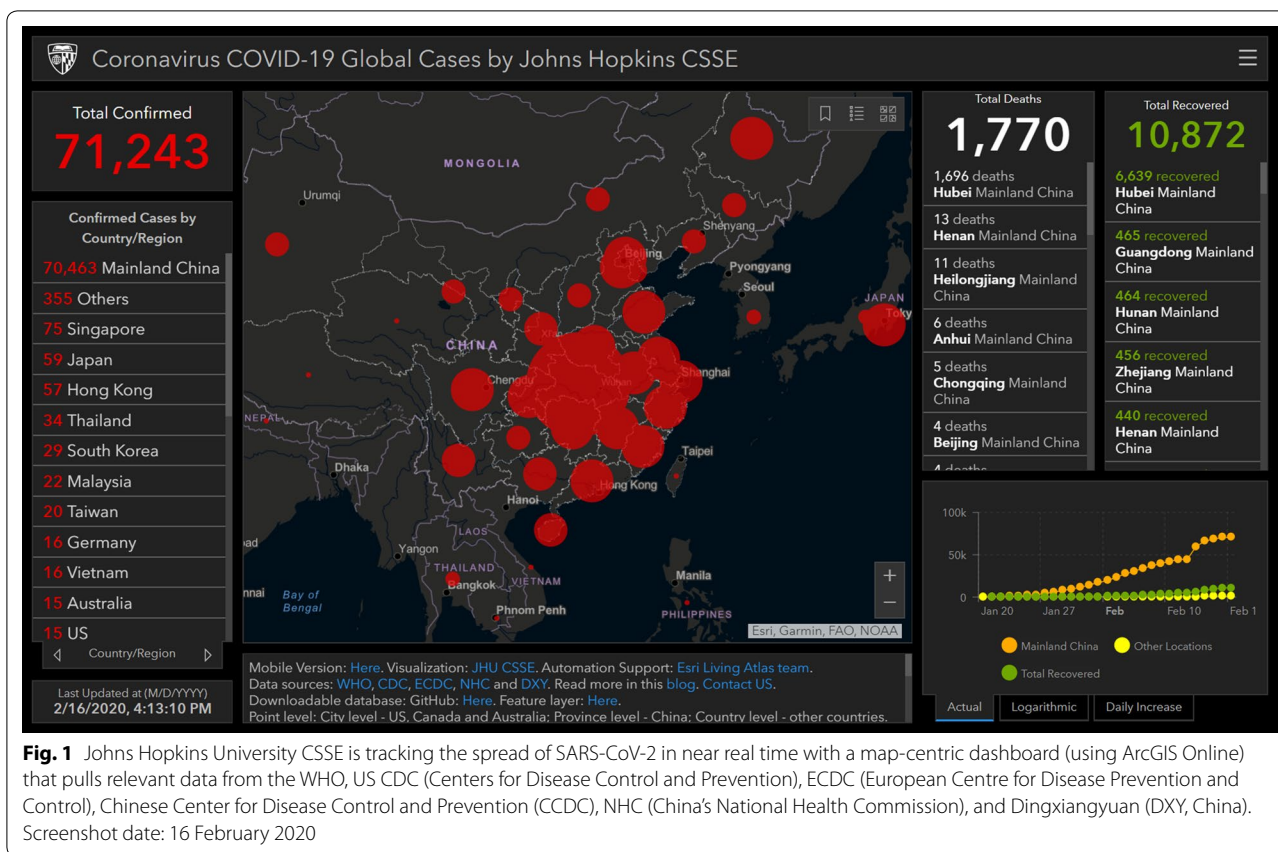 Coronavirus COVID-19 Global Cases by Johns Hopkins CSSE
Total Confirmed
71,243
Confirmed Cases by
Country/Region
70,463 Mainland China
355 Others
75 Singapore
59 Japan
57 Hong Kong
34 Thailand
29 South Korea
22 Malaysia
20 Taiwan
16 Germany
16 Vietnam
15 Australia
15 US
Country/Region
Last Updated at (M/D/YYYY)
2/16/2020, 4:13:10 PM
MONGOLIA
Urumqi
Shenyang
Beijing
Pyongyang
Seoul
JAPAN
Toky
Xi'an
CHINA
Chengdu
Wuhan
Shanghai
NEPAL
Taipei
Dhaka
Hong Kong
Hanoi
LAOS
bad
Yangon
THAILAND
VIETNAM
Bangkok
Manila
nnai
Bay of
Bengal
Phnom Penh
PHILIPPINES
+
−
Esri, Garmin, FAO, NOAA
Mobile Version: Here. Visualization: JHU CSSE. Automation Support: Esri Living Atlas team.
Data sources: WHO, CDC, ECDC, NHC and DXY. Read more in this blog. Contact US.
Downloadable database: GitHub: Here. Feature layer: Here.
Point level: City level - US, Canada and Australia; Province level - China; Country level - other countries.
Total Deaths
1,770
1,696 deaths
Hubei Mainland China
13 deaths
Henan Mainland China
11 deaths
Heilongjiang Mainland
China
6 deaths
Anhui Mainland China
5 deaths
Chongqing Mainland
China
4 deaths
Beijing Mainland China
4 deaths
Total Recovered
10,872
6,639 recovered
Hubei Mainland
China
465 recovered
Guangdong Mainland
China
464 recovered
Hunan Mainland
China
456 recovered
Zhejiang Mainland
China
440 recovered
Henan Mainland
China
100k
50k
0
Jan 20
Jan 27
Feb
Feb 10
Feb 1
Mainland China
Other Locations
Total Recovered
Actual
Logarithmic
Daily Increase
Fig. 1 Johns Hopkins University CSSE is tracking the spread of SARS-CoV-2 in near real time with a map-centric dashboard (using ArcGIS Online)
that pulls relevant data from the WHO, US CDC (Centers for Disease Control and Prevention), ECDC (European Centre for Disease Prevention and
Control), Chinese Center for Disease Control and Prevention (CCDC), NHC (China's National Health Commission), and Dingxiangyuan (DXY, China).
Screenshot date: 16 February 2020